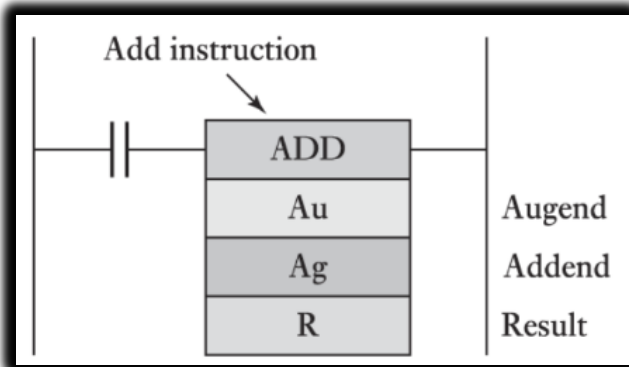 Add instruction
ADD
Au Augend
Ag Addend
R Result